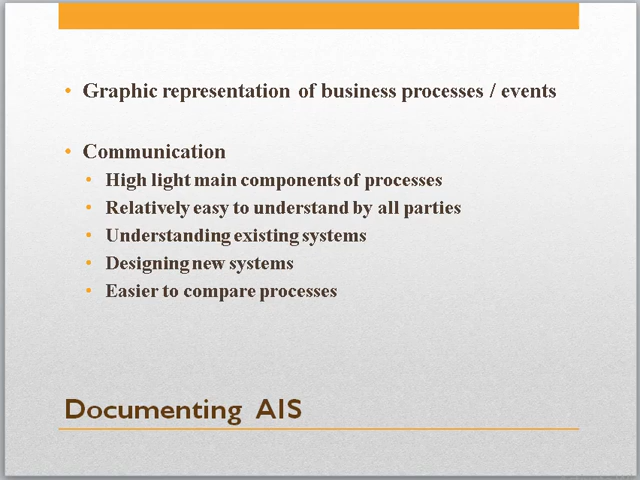 Graphic representation of business processes / events
Communication
High light main components of processes
Relatively easy to understand by all parties
Understanding existing systems
Designing new systems
Easier to compare processes
Documenting AIS